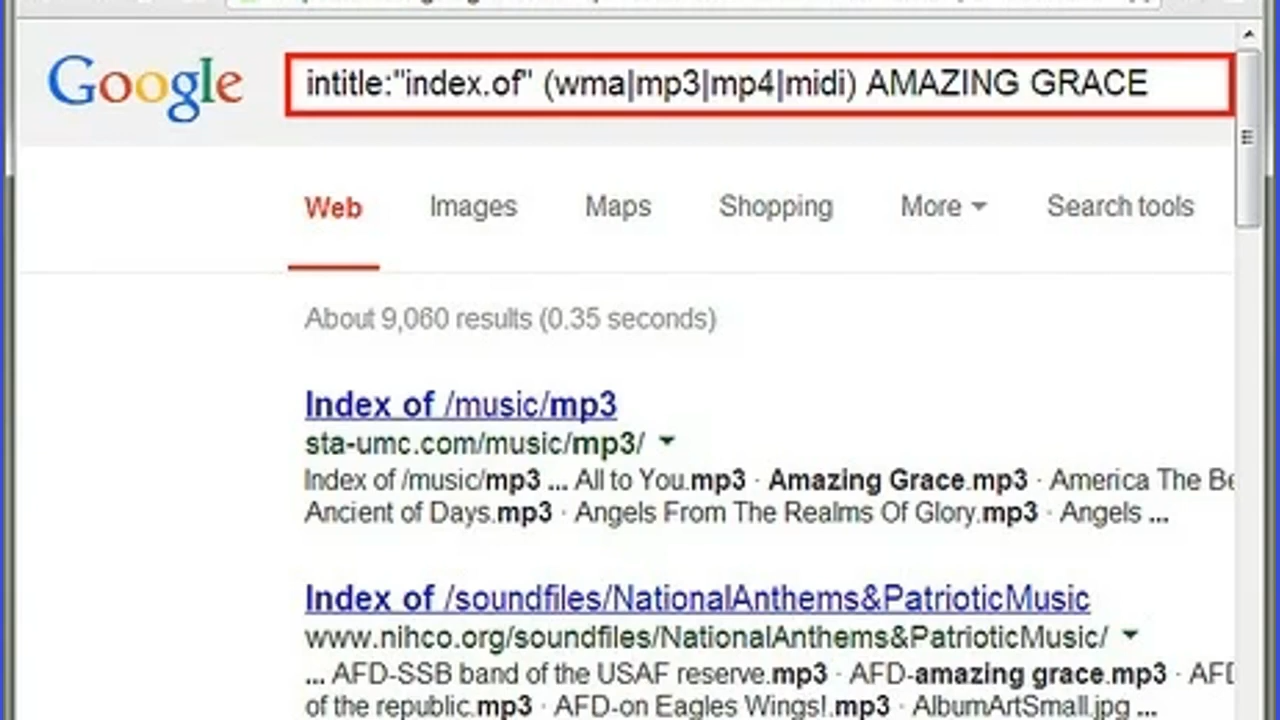 Google
intitle:"index.of" (wma|mp3|mp4|midi) AMAZING GRACE
Web Images Maps Shopping More Search tools
About 9,060 results (0.35 seconds)
Index of /music/mp3
sta-umc.com/music/mp3/
Index of /music/mp3 ... All to You.mp3 · Amazing Grace.mp3 · America The
Ancient of Days.mp3 · Angels From The Realms Of Glory.mp3 · Angels ...
Index of /soundfiles/NationalAnthems&PatrioticMusic
www.nihco.org/soundfiles/NationalAnthems&PatrioticMusic/
... AFD-SSB band of the USAF reserve.mp3 · AFD-amazing grace.mp3 ·
of the republic.mp3 · AFD-on Eagles Wings!.mp3 · AlbumArtSmall.jpg ...